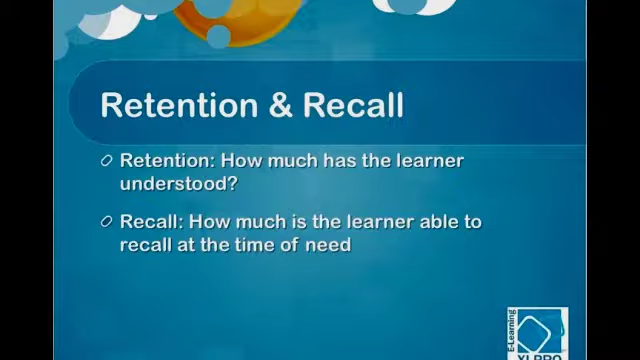 Retention & Recall
Retention: How much has the learner
understood?
Recall: How much is the learner able to
recall at the time of need
E-Learning
XLPRO